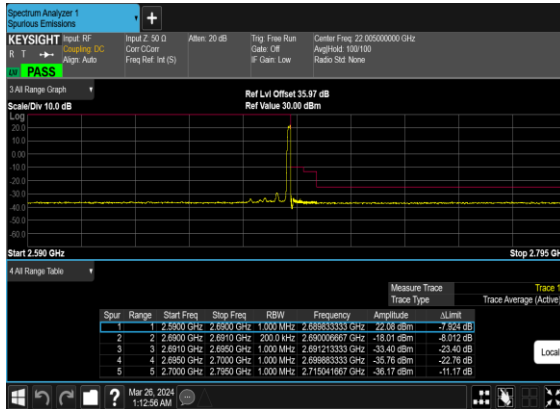 Spectrum Analyzer 1
Spurious Emissions
KEYSIGHT
R T
LXI
PASS
Input: RF
Coupling: DC
Align: Auto
Input Z: 50 Ω
Corr CCorr
Freq Ref: Int (S)
Atten: 20 dB
Trig: Free Run
Gate: Off
IF Gain: Low
Center Freq: 22.005000000 GHz
Avg|Hold: 100/100
Radio Std: None
3 All Range Graph
Scale/Div 10.0 dB
Ref Lvl Offset 35.97 dB
Ref Value 30.00 dBm
Log
20.0
10.0
0.00
-10.0
-20.0
-30.0
-40.0
-50.0
-60.0
Start 2.590 GHz
Stop 2.795 GH
4 All Range Table
Measure Trace Trace 1
Trace Type Trace Average (Active)
Spur Range Start Freq Stop Freq RBW Frequency Amplitude ΔLimit
1 1 2.5900 GHz 2.6900 GHz 1.000 MHz 2.689833333 GHz 22.08 dBm -7.924 dB
2 2 2.6900 GHz 2.6910 GHz 200.0 kHz 2.690006667 GHz -18.01 dBm -8.012 dB
3 3 2.6910 GHz 2.6950 GHz 1.000 MHz 2.691213333 GHz -33.40 dBm -23.40 dB
4 4 2.6950 GHz 2.7000 GHz 1.000 MHz 2.699883333 GHz -35.76 dBm -22.76 dB
5 5 2.7000 GHz 2.7950 GHz 1.000 MHz 2.715041667 GHz -36.17 dBm -11.17 dB
Local
Mar 26, 2024
1:12:56 AM